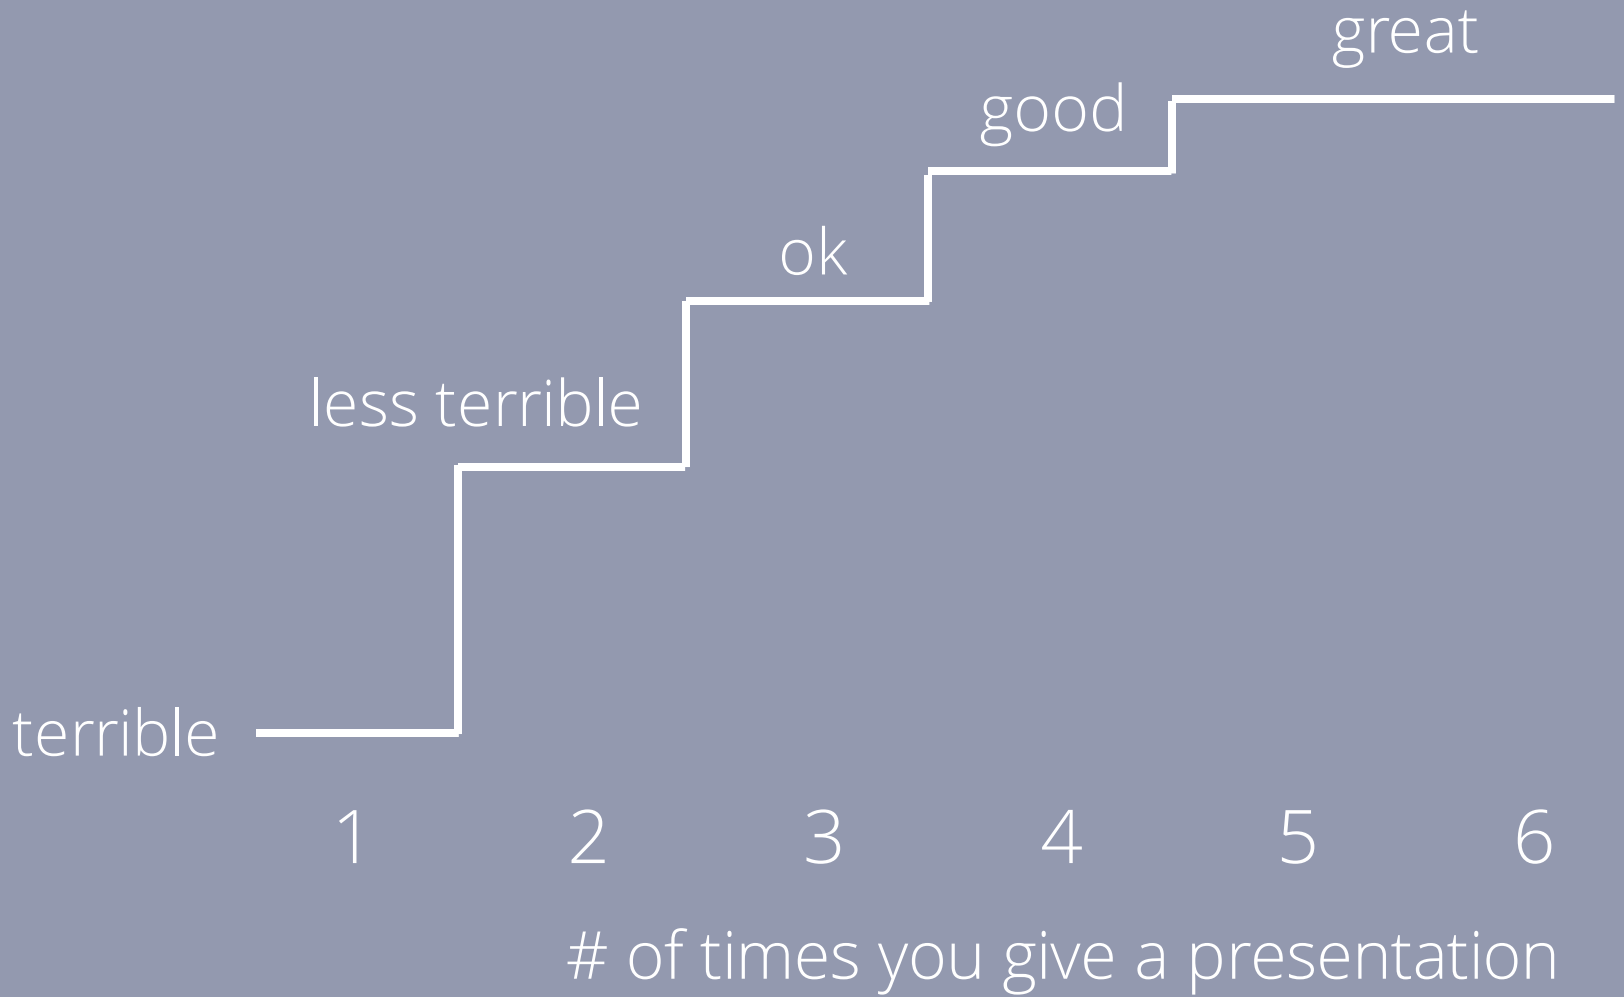 great
good
ok
less terrible
terrible
1 2 3 4 5 6
# of times you give a presentation